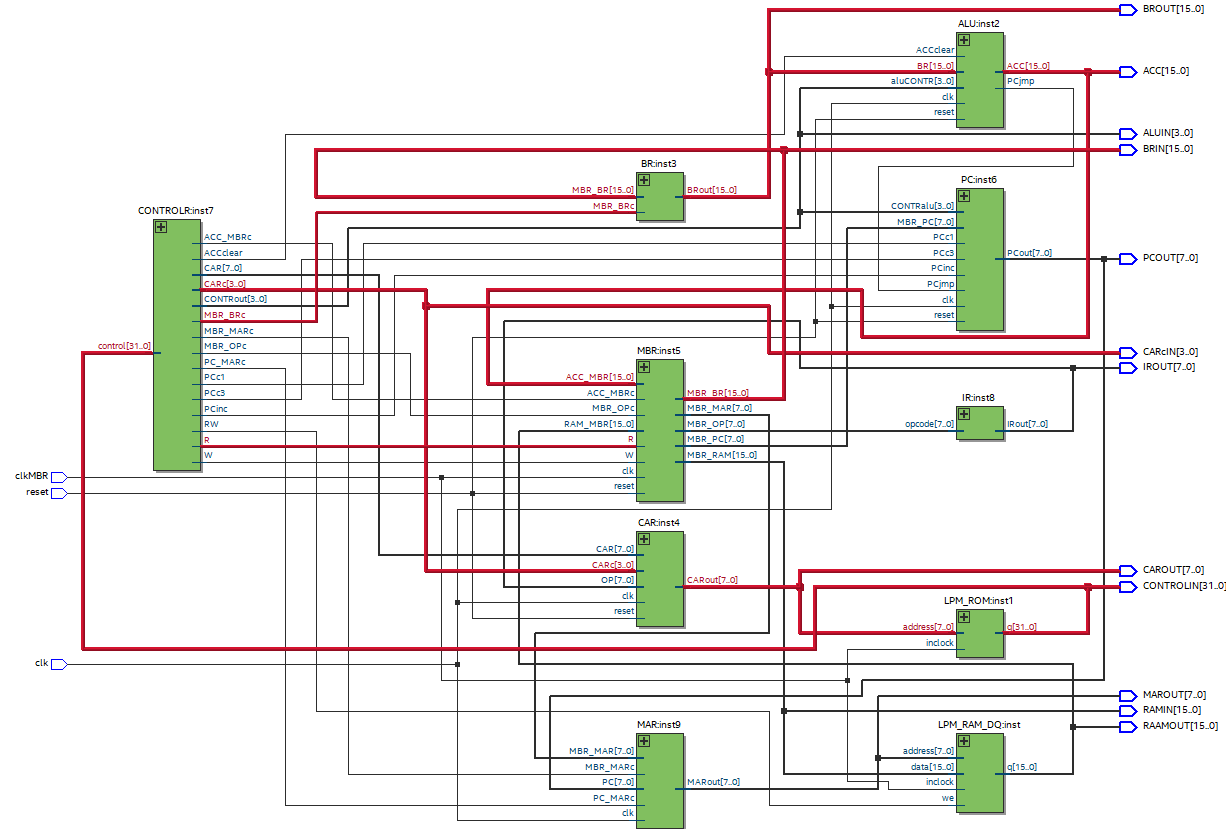 BROUT[15..0]
ALU:inst2
ACCclear
BR[15..0]
aluCONTR[3..0]
clk
reset
ACC[15..0]
PCjmp
ACC[15..0]
ALUIN[3..0]
BRIN[15..0]
BR:inst3
MBR_BR[15..0]
MBR_BRc
BRout[15..0]
PC:inst6
CONTRalu[3..0]
MBR_PC[7..0]
PCc1
PCc3
PCinc
PCjmp
clk
reset
PCout[7..0]
PCOUT[7..0]
CONTROLR:inst7
control[31..0]
ACC_MBRc
ACCclear
CAR[7..0]
CARc[3..0]
CONTRout[3..0]
MBR_BRc
MBR_MARc
MBR_OPc
PC_MARc
PCc1
PCc3
PCinc
RW
R
W
CARcIN[3..0]
IROUT[7..0]
MBR:inst5
ACC_MBR[15..0]
ACC_MBRc
MBR_OPc
RAM_MBR[15..0]
R
W
clk
reset
MBR_BR[15..0]
MBR_MAR[7..0]
MBR_OP[7..0]
MBR_PC[7..0]
MBR_RAM[15..0]
IR:inst8
opcode[7..0]
IRout[7..0]
clkMBR
reset
CAR:inst4
CAR[7..0]
CARc[3..0]
OP[7..0]
clk
reset
CARout[7..0]
CAROUT[7..0]
CONTROLIN[31..0]
LPM_ROM:inst1
address[7..0]
inclock
q[31..0]
clk
MAROUT[7..0]
RAMIN[15..0]
RAAMOUT[15..0]
MAR:inst9
MBR_MAR[7..0]
MBR_MARc
PC[7..0]
PC_MARc
clk
MARout[7..0]
LPM_RAM_DQ:inst
address[7..0]
data[15..0]
inclock
we
q[15..0]